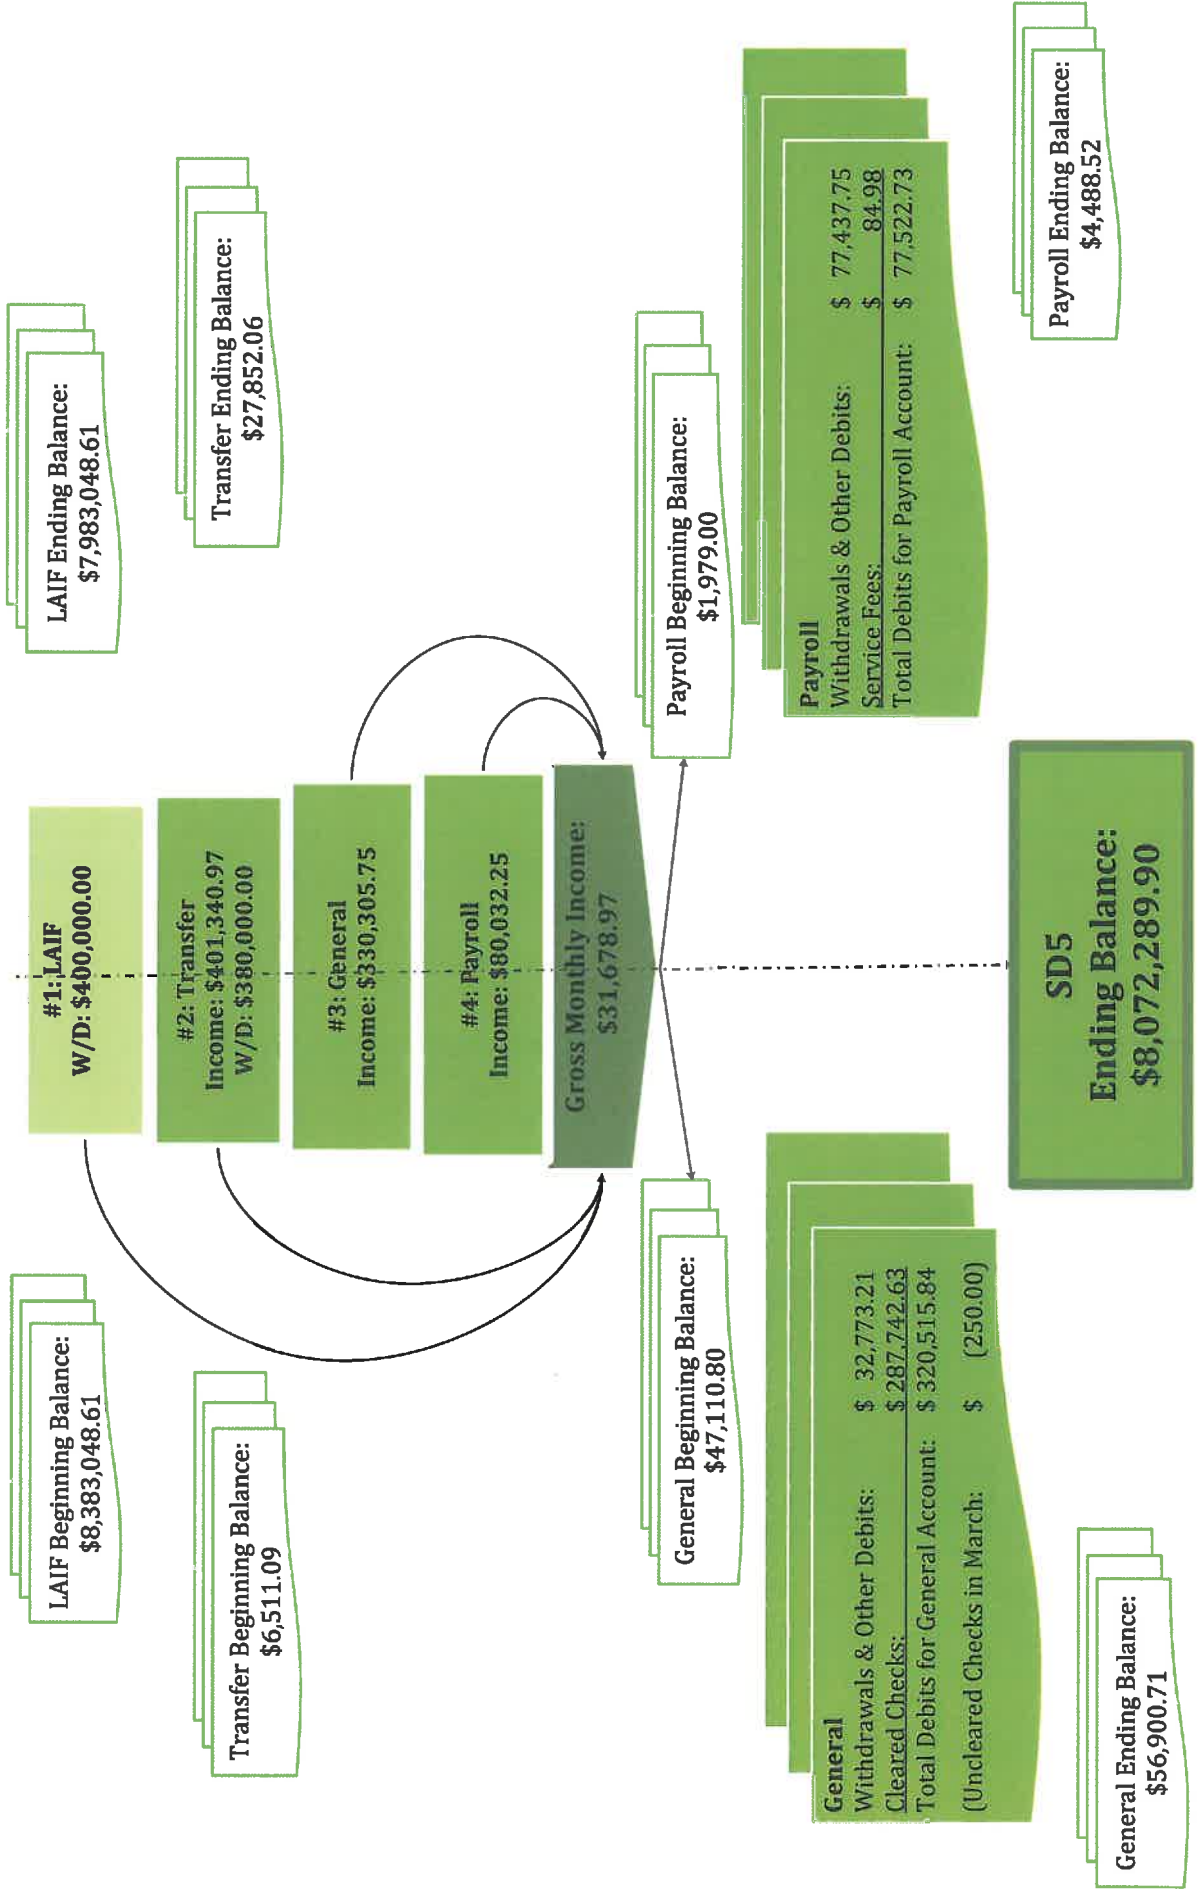 LAIF Beginning Balance:
$8,383,048.61
#1: LAIF
W/D: $400,000.00
LAIF Ending Balance:
$7,983,048.61
Transfer Beginning Balance:
$6,511.09
#2: Transfer
Income: $401,340.97
W/D: $380,000.00
Transfer Ending Balance:
$27,852.06
#3: General
Income: $330,305.75
#4: Payroll
Income: $80,032.25
Gross Monthly Income:
$31,678.97
General Beginning Balance:
$47,110.80
Payroll Beginning Balance:
$1,979.00
General
Withdrawals & Other Debits: $ 32,773.21
Cleared Checks: $ 287,742.63
Total Debits for General Account: $ 320,515.84
(Uncleared Checks in March: $ (250.00)
Payroll
Withdrawals & Other Debits: $ 77,437.75
Service Fees: $ 84.98
Total Debits for Payroll Account: $ 77,522.73
General Ending Balance:
$56,900.71
SD5
Ending Balance:
$8,072,289.90
Payroll Ending Balance:
$4,488.52